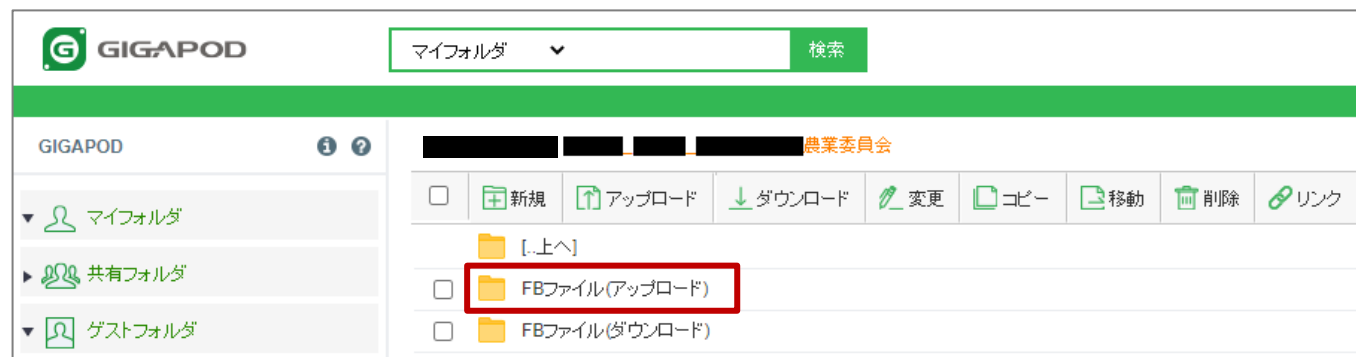 GIGAPOD
マイフォルダ 検索
GIGAPOD
農業委員会
新規 アップロード ダウンロード 変更 コピー 移動 削除 リンク
マイフォルダ
共有フォルダ
ゲストフォルダ
[..上へ]
FBファイル(アップロード)
FBファイル(ダウンロード)